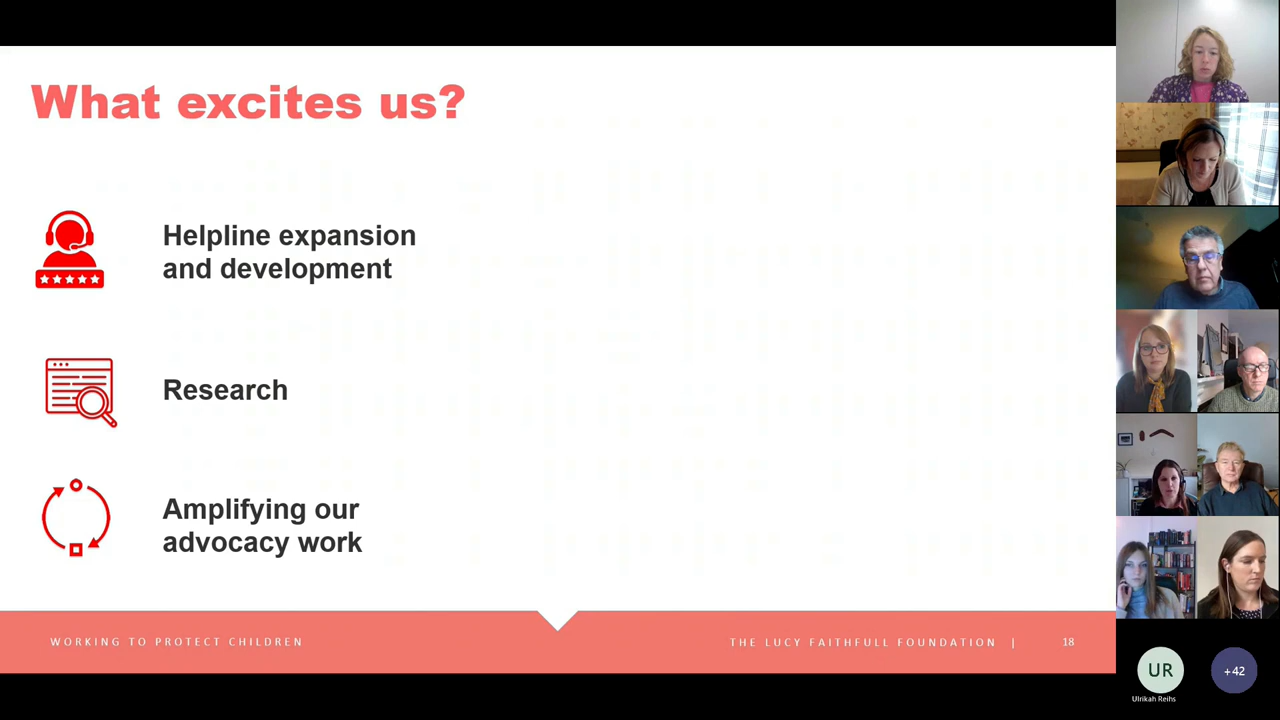 What excites us?
Helpline expansion
and development
Research
Amplifying our
advocacy work
WORKING TO PROTECT CHILDREN
THE LUCY FAITHFULL FOUNDATION |
18
UR
+42
Ulrikah Reihs